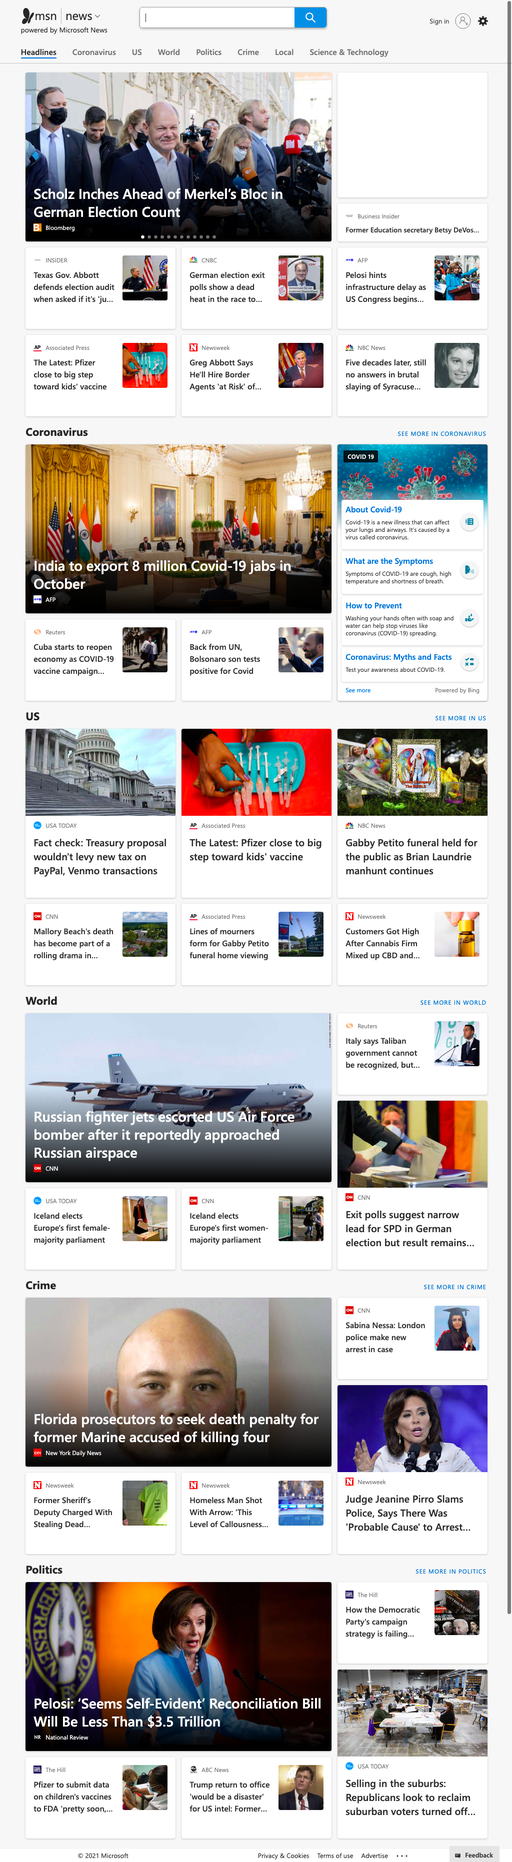 msn | news
powered by Microsoft News
Sign in
Headlines Coronavirus US World Politics Crime Local Science & Technology
Scholz Inches Ahead of Merkel's Bloc in
German Election Count
Bloomberg
Business Insider
Former Education secretary Betsy DeVos...
INSIDER
Texas Gov. Abbott
defends election audit
when asked if it's 'ju...
CNBC
German election exit
polls show a dead
heat in the race to...
AFP
Pelosi hints
infrastructure delay as
US Congress begins...
Associated Press
The Latest: Pfizer
close to big step
toward kids' vaccine
Newsweek
Greg Abbott Says
He'll Hire Border
Agents 'at Risk' of...
NBC News
Five decades later, still
no answers in brutal
slaying of Syracuse...
Coronavirus
SEE MORE IN CORONAVIRUS
India to export 8 million Covid-19 jabs in
October
AFP
COVID 19
About Covid-19
Covid-19 is a new illness that can affect
your lungs and airways. It's caused by a
virus called coronavirus.
What are the Symptoms
Symptoms of COVID-19 are cough, high
temperature and shortness of breath.
How to Prevent
Washing your hands often with soap and
water can help stop viruses like
coronavirus (COVID-19) spreading.
Coronavirus: Myths and Facts
Test your awareness about COVID-19.
See more
Powered by Bing
Reuters
Cuba starts to reopen
economy as COVID-19
vaccine campaign...
AFP
Back from UN,
Bolsonaro son tests
positive for Covid
US
SEE MORE IN US
USA TODAY
Fact check: Treasury proposal
wouldn't levy new tax on
PayPal, Venmo transactions
Associated Press
The Latest: Pfizer close to big
step toward kids' vaccine
NBC News
Gabby Petito funeral held for
the public as Brian Laundrie
manhunt continues
CNN
Mallory Beach's death
has become part of a
rolling drama in...
Associated Press
Lines of mourners
form for Gabby Petito
funeral home viewing
Newsweek
Customers Got High
After Cannabis Firm
Mixed up CBD and...
World
SEE MORE IN WORLD
Russian fighter jets escorted US Air Force
bomber after it reportedly approached
Russian airspace
CNN
Reuters
Italy says Taliban
government cannot
be recognized, but...
USA TODAY
Iceland elects
Europe's first female-
majority parliament
CNN
Iceland elects
Europe's first women-
majority parliament
CNN
Exit polls suggest narrow
lead for SPD in German
election but result remains...
Crime
SEE MORE IN CRIME
Florida prosecutors to seek death penalty for
former Marine accused of killing four
New York Daily News
CNN
Sabina Nessa: London
police make new
arrest in case
Newsweek
Former Sheriff's
Deputy Charged With
Stealing Dead...
Newsweek
Homeless Man Shot
With Arrow: 'This
Level of Callousness...
Newsweek
Judge Jeanine Pirro Slams
Police, Says There Was
'Probable Cause' to Arrest...
Politics
SEE MORE IN POLITICS
Pelosi: 'Seems Self-Evident' Reconciliation Bill
Will Be Less Than $3.5 Trillion
NR National Review
The Hill
How the Democratic
Party's campaign
strategy is failing...
The Hill
Pfizer to submit data
on children's vaccines
to FDA 'pretty soon,...
ABC News
Trump return to office
'would be a disaster'
for US intel: Former...
USA TODAY
Selling in the suburbs:
Republicans look to reclaim
suburban voters turned off...
© 2021 Microsoft
Privacy & Cookies Terms of use Advertise
Feedback